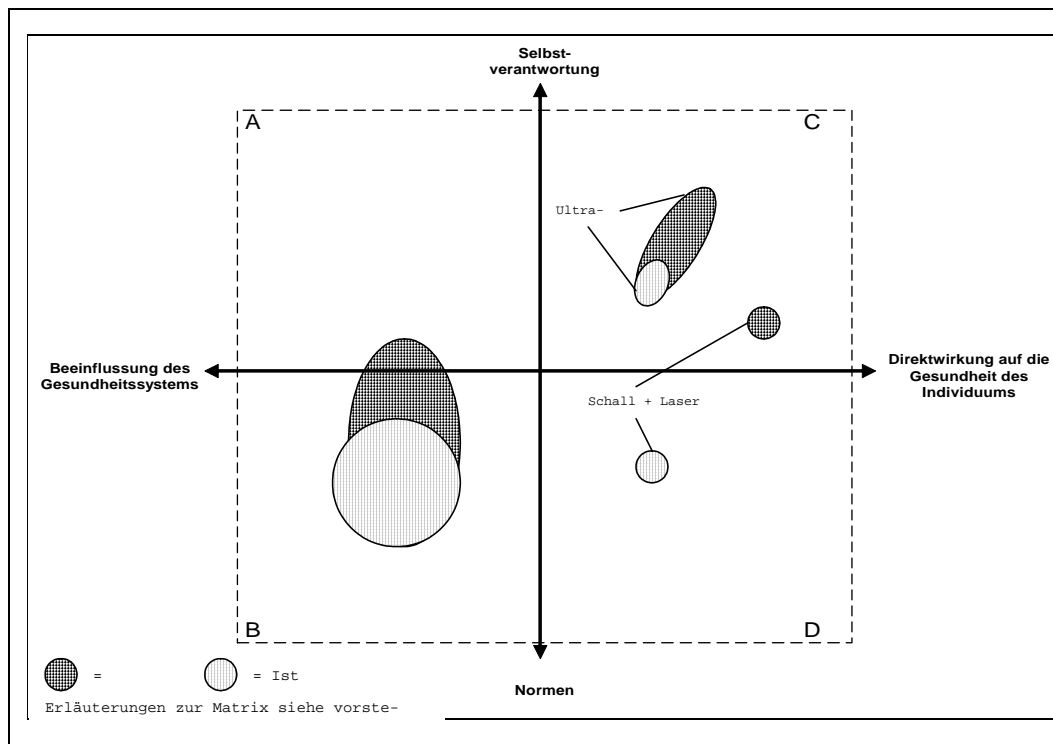 Selbst-
verantwortung
A
C
Ultra-
Beeinflussung des
Gesundheitssystems
Direktwirkung auf die
Gesundheit des
Individuums
Schall + Laser
B
D
=
= Ist
Normen
Erläuterungen zur Matrix siehe vorste-